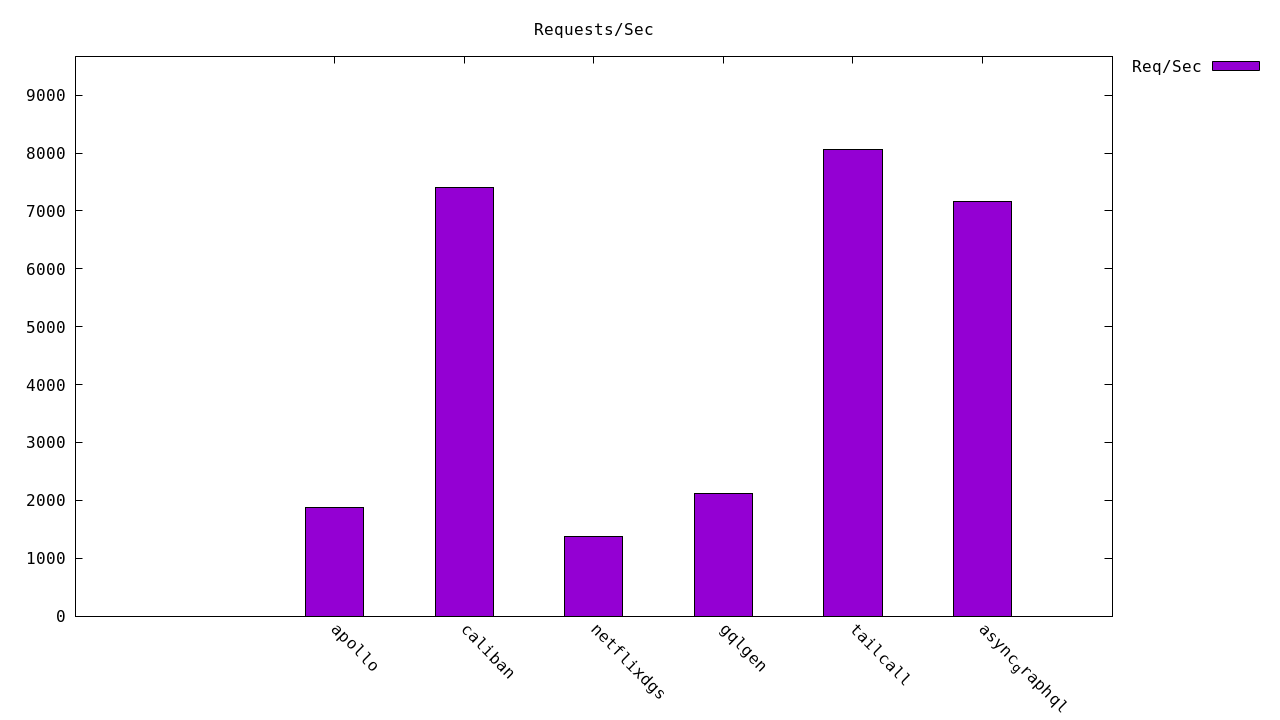 Requests/Sec
Req/Sec
9000
8000
7000
6000
5000
4000
3000
2000
1000
0
apollo
caliban
netflixdgs
gqlgen
tailcall
asyncgraphql